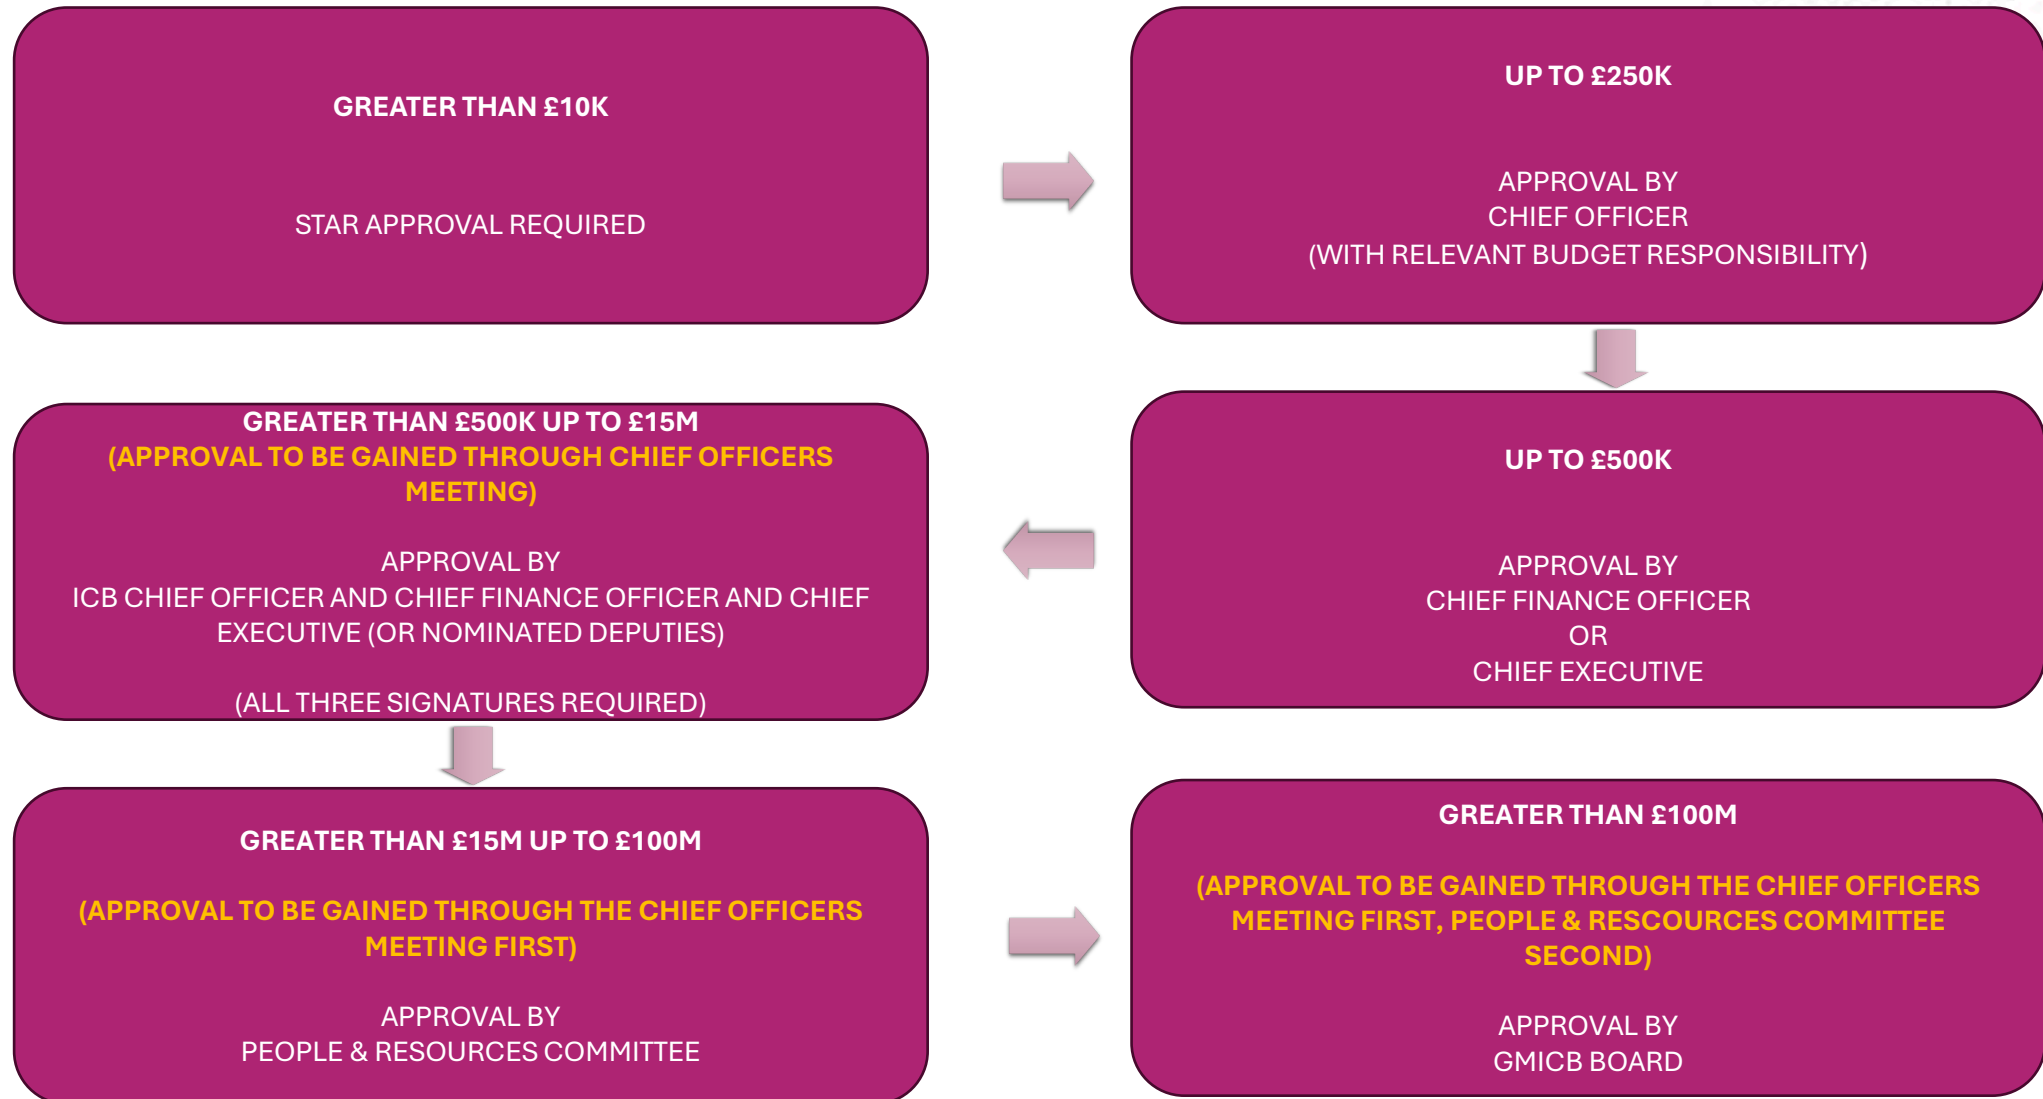 GREATER THAN £10K
STAR APPROVAL REQUIRED
UP TO £250K
APPROVAL BY
CHIEF OFFICER
(WITH RELEVANT BUDGET RESPONSIBILITY)
UP TO £500K
APPROVAL BY
CHIEF FINANCE OFFICER
OR
CHIEF EXECUTIVE
GREATER THAN £500K UP TO £15M
(APPROVAL TO BE GAINED THROUGH CHIEF OFFICERS
MEETING)
APPROVAL BY
ICB CHIEF OFFICER AND CHIEF FINANCE OFFICER AND CHIEF
EXECUTIVE (OR NOMINATED DEPUTIES)
(ALL THREE SIGNATURES REQUIRED)
GREATER THAN £15M UP TO £100M
(APPROVAL TO BE GAINED THROUGH THE CHIEF OFFICERS
MEETING FIRST)
APPROVAL BY
PEOPLE & RESOURCES COMMITTEE
GREATER THAN £100M
(APPROVAL TO BE GAINED THROUGH THE CHIEF OFFICERS
MEETING FIRST, PEOPLE & RESCOURCES COMMITTEE
SECOND)
APPROVAL BY
GMICB BOARD